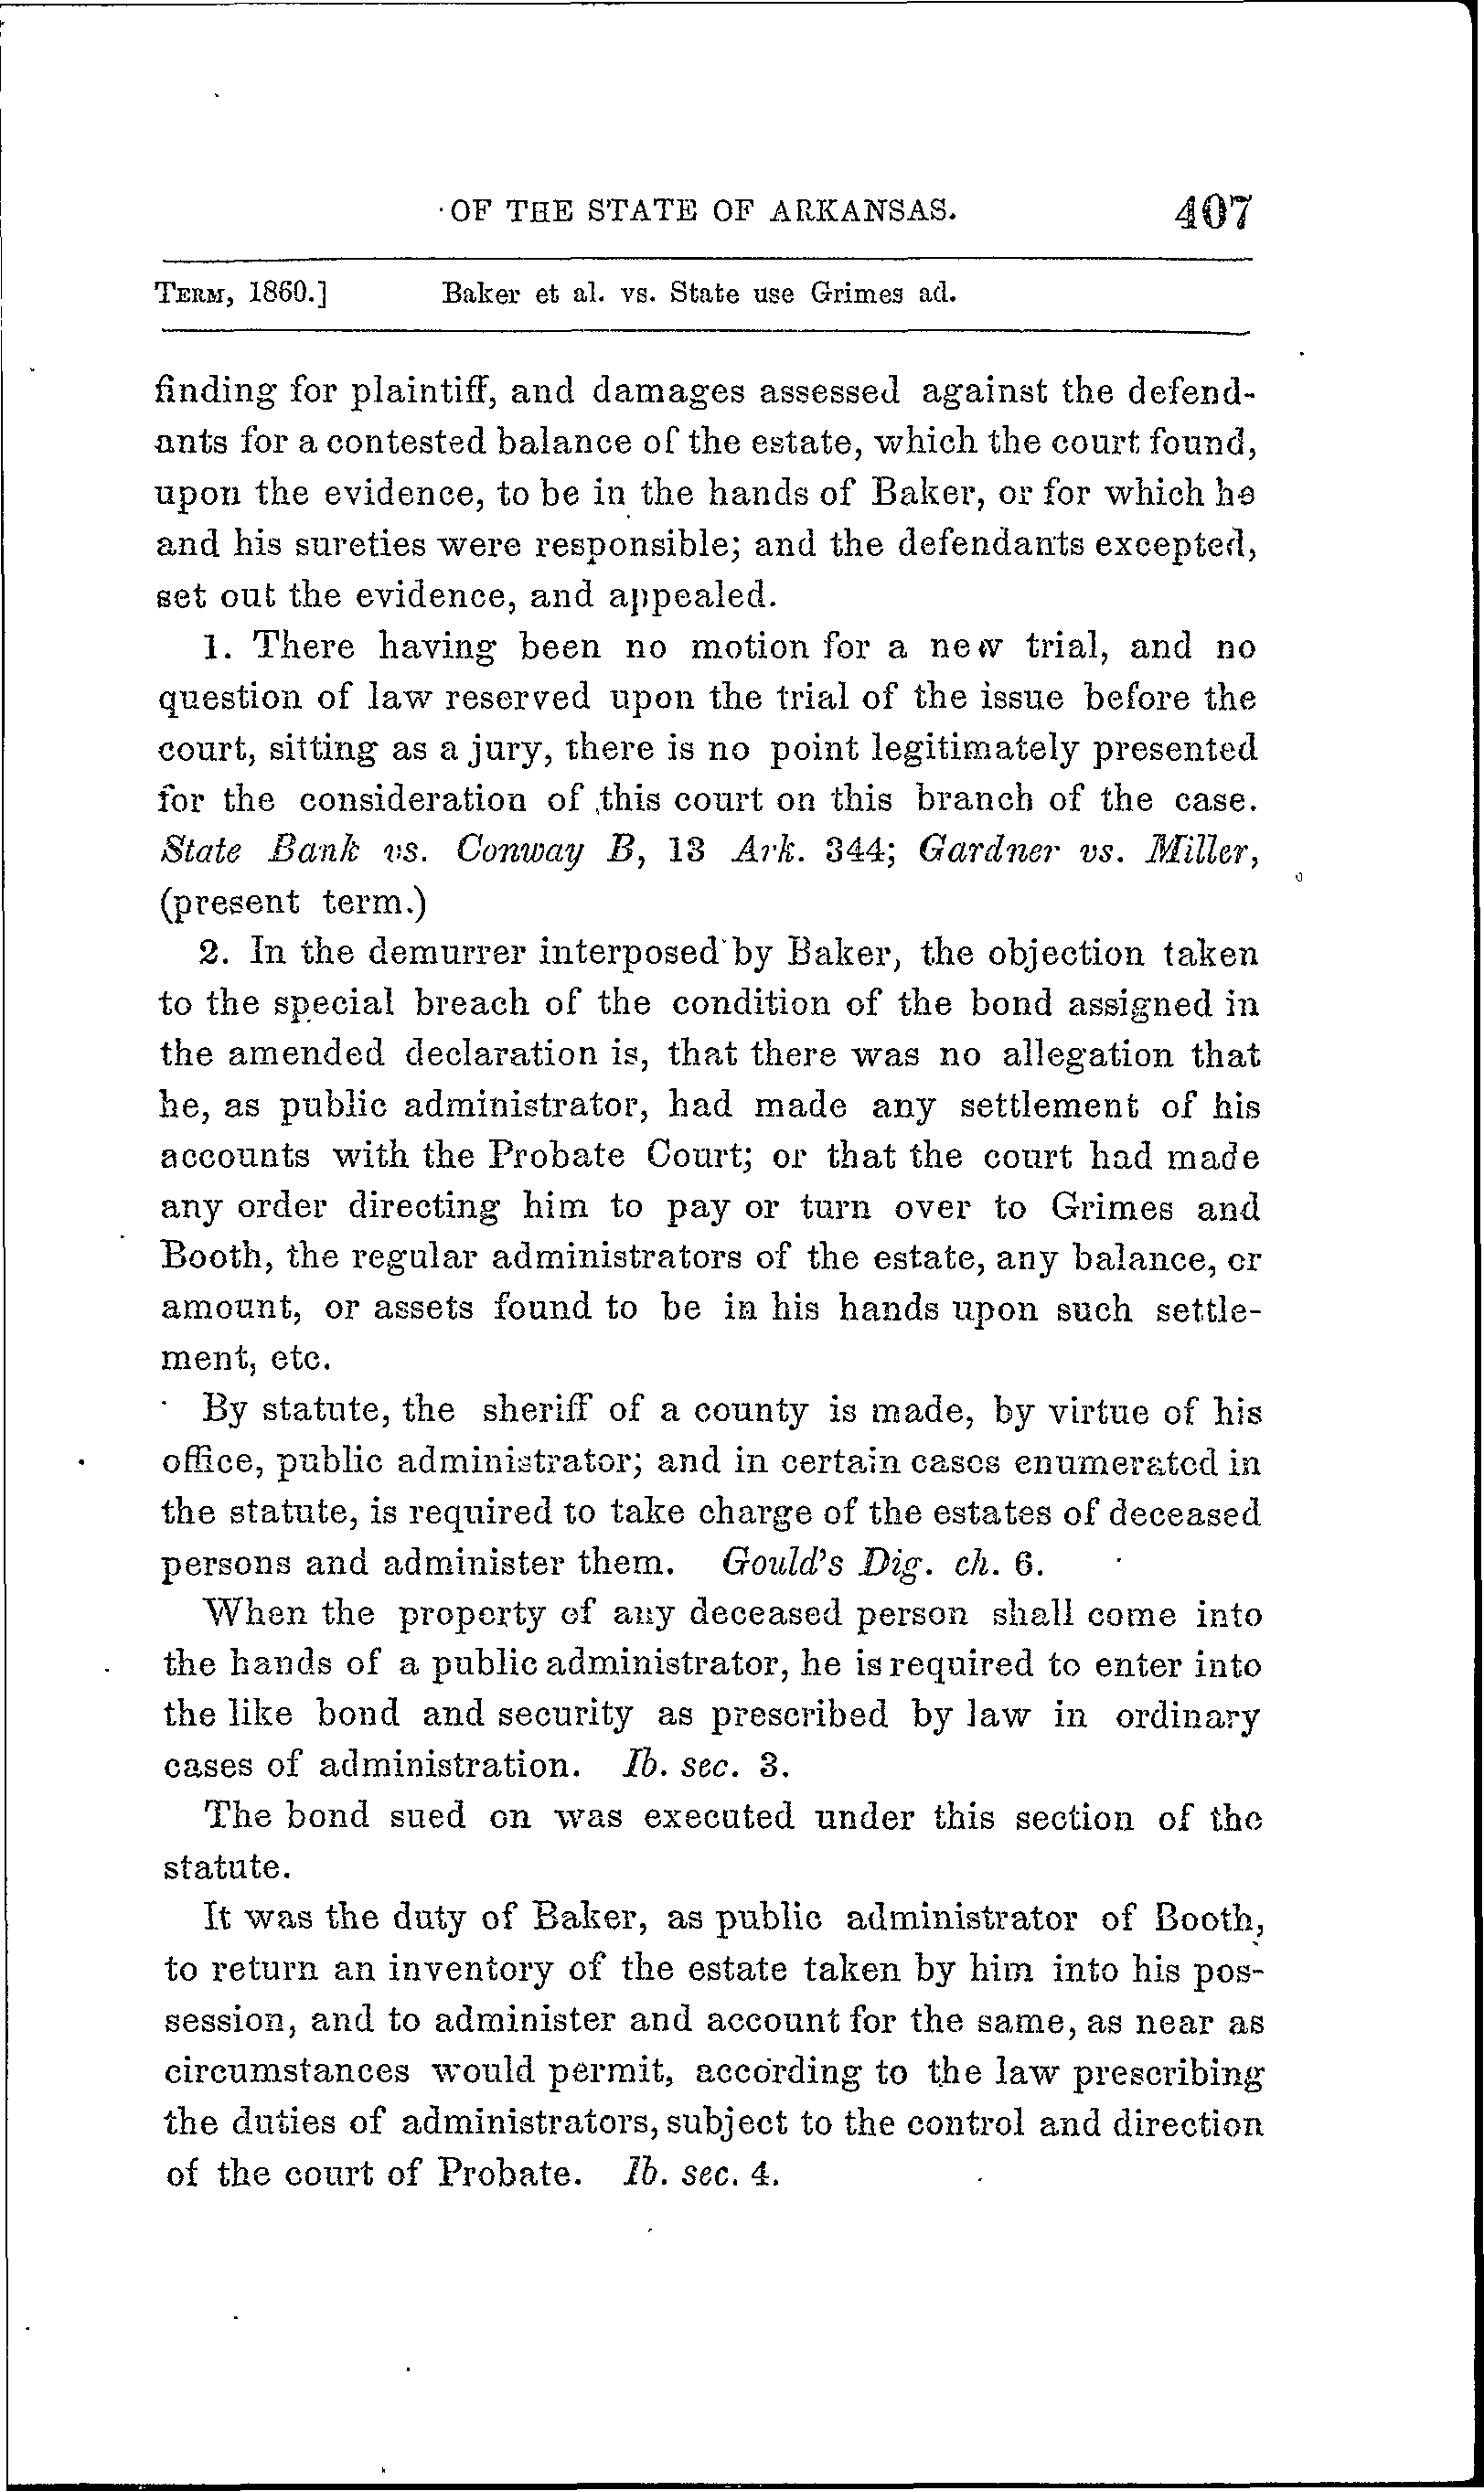 OF THE STATE OF ARKANSAS. 407
TERM, 1860.] Baker et al. vs. State use Grimes ad.
finding for plaintiff, and damages assessed against the defend-
ants for a contested balance of the estate, which the court found,
upon the evidence, to be in the hands of Baker, or for which he
and his sureties were responsible; and the defendants excepted,
set out the evidence, and appealed.
1. There having been no motion for a new trial, and no
question of law reserved upon the trial of the issue before the
court, sitting as a jury, there is no point legitimately presented
for the consideration of this court on this branch of the case.
State Bank vs. Conway B, 13 Ark. 344; Gardner vs. Miller,
(present term.)
2. In the demurrer interposed by Baker, the objection taken
to the special breach of the condition of the bond assigned in
the amended declaration is, that there was no allegation that
he, as public administrator, had made any settlement of his
accounts with the Probate Court; or that the court had made
any order directing him to pay or turn over to Grimes and
Booth, the regular administrators of the estate, any balance, or
amount, or assets found to be in his hands upon such settle-
ment, etc.
By statute, the sheriff of a county is made, by virtue of his
office, public administrator; and in certain cases enumerated in
the statute, is required to take charge of the estates of deceased
persons and administer them. Gould's Dig. ch. 6.
When the property of any deceased person shall come into
the hands of a public administrator, he is required to enter into
the like bond and security as prescribed by law in ordinary
cases of administration. Ib. sec. 3.
The bond sued on was executed under this section of the
statute.
It was the duty of Baker, as public administrator of Booth,
to return an inventory of the estate taken by him into his pos-
session, and to administer and account for the same, as near as
circumstances would permit, according to the law prescribing
the duties of administrators, subject to the control and direction
of the court of Probate. Ib. sec. 4.